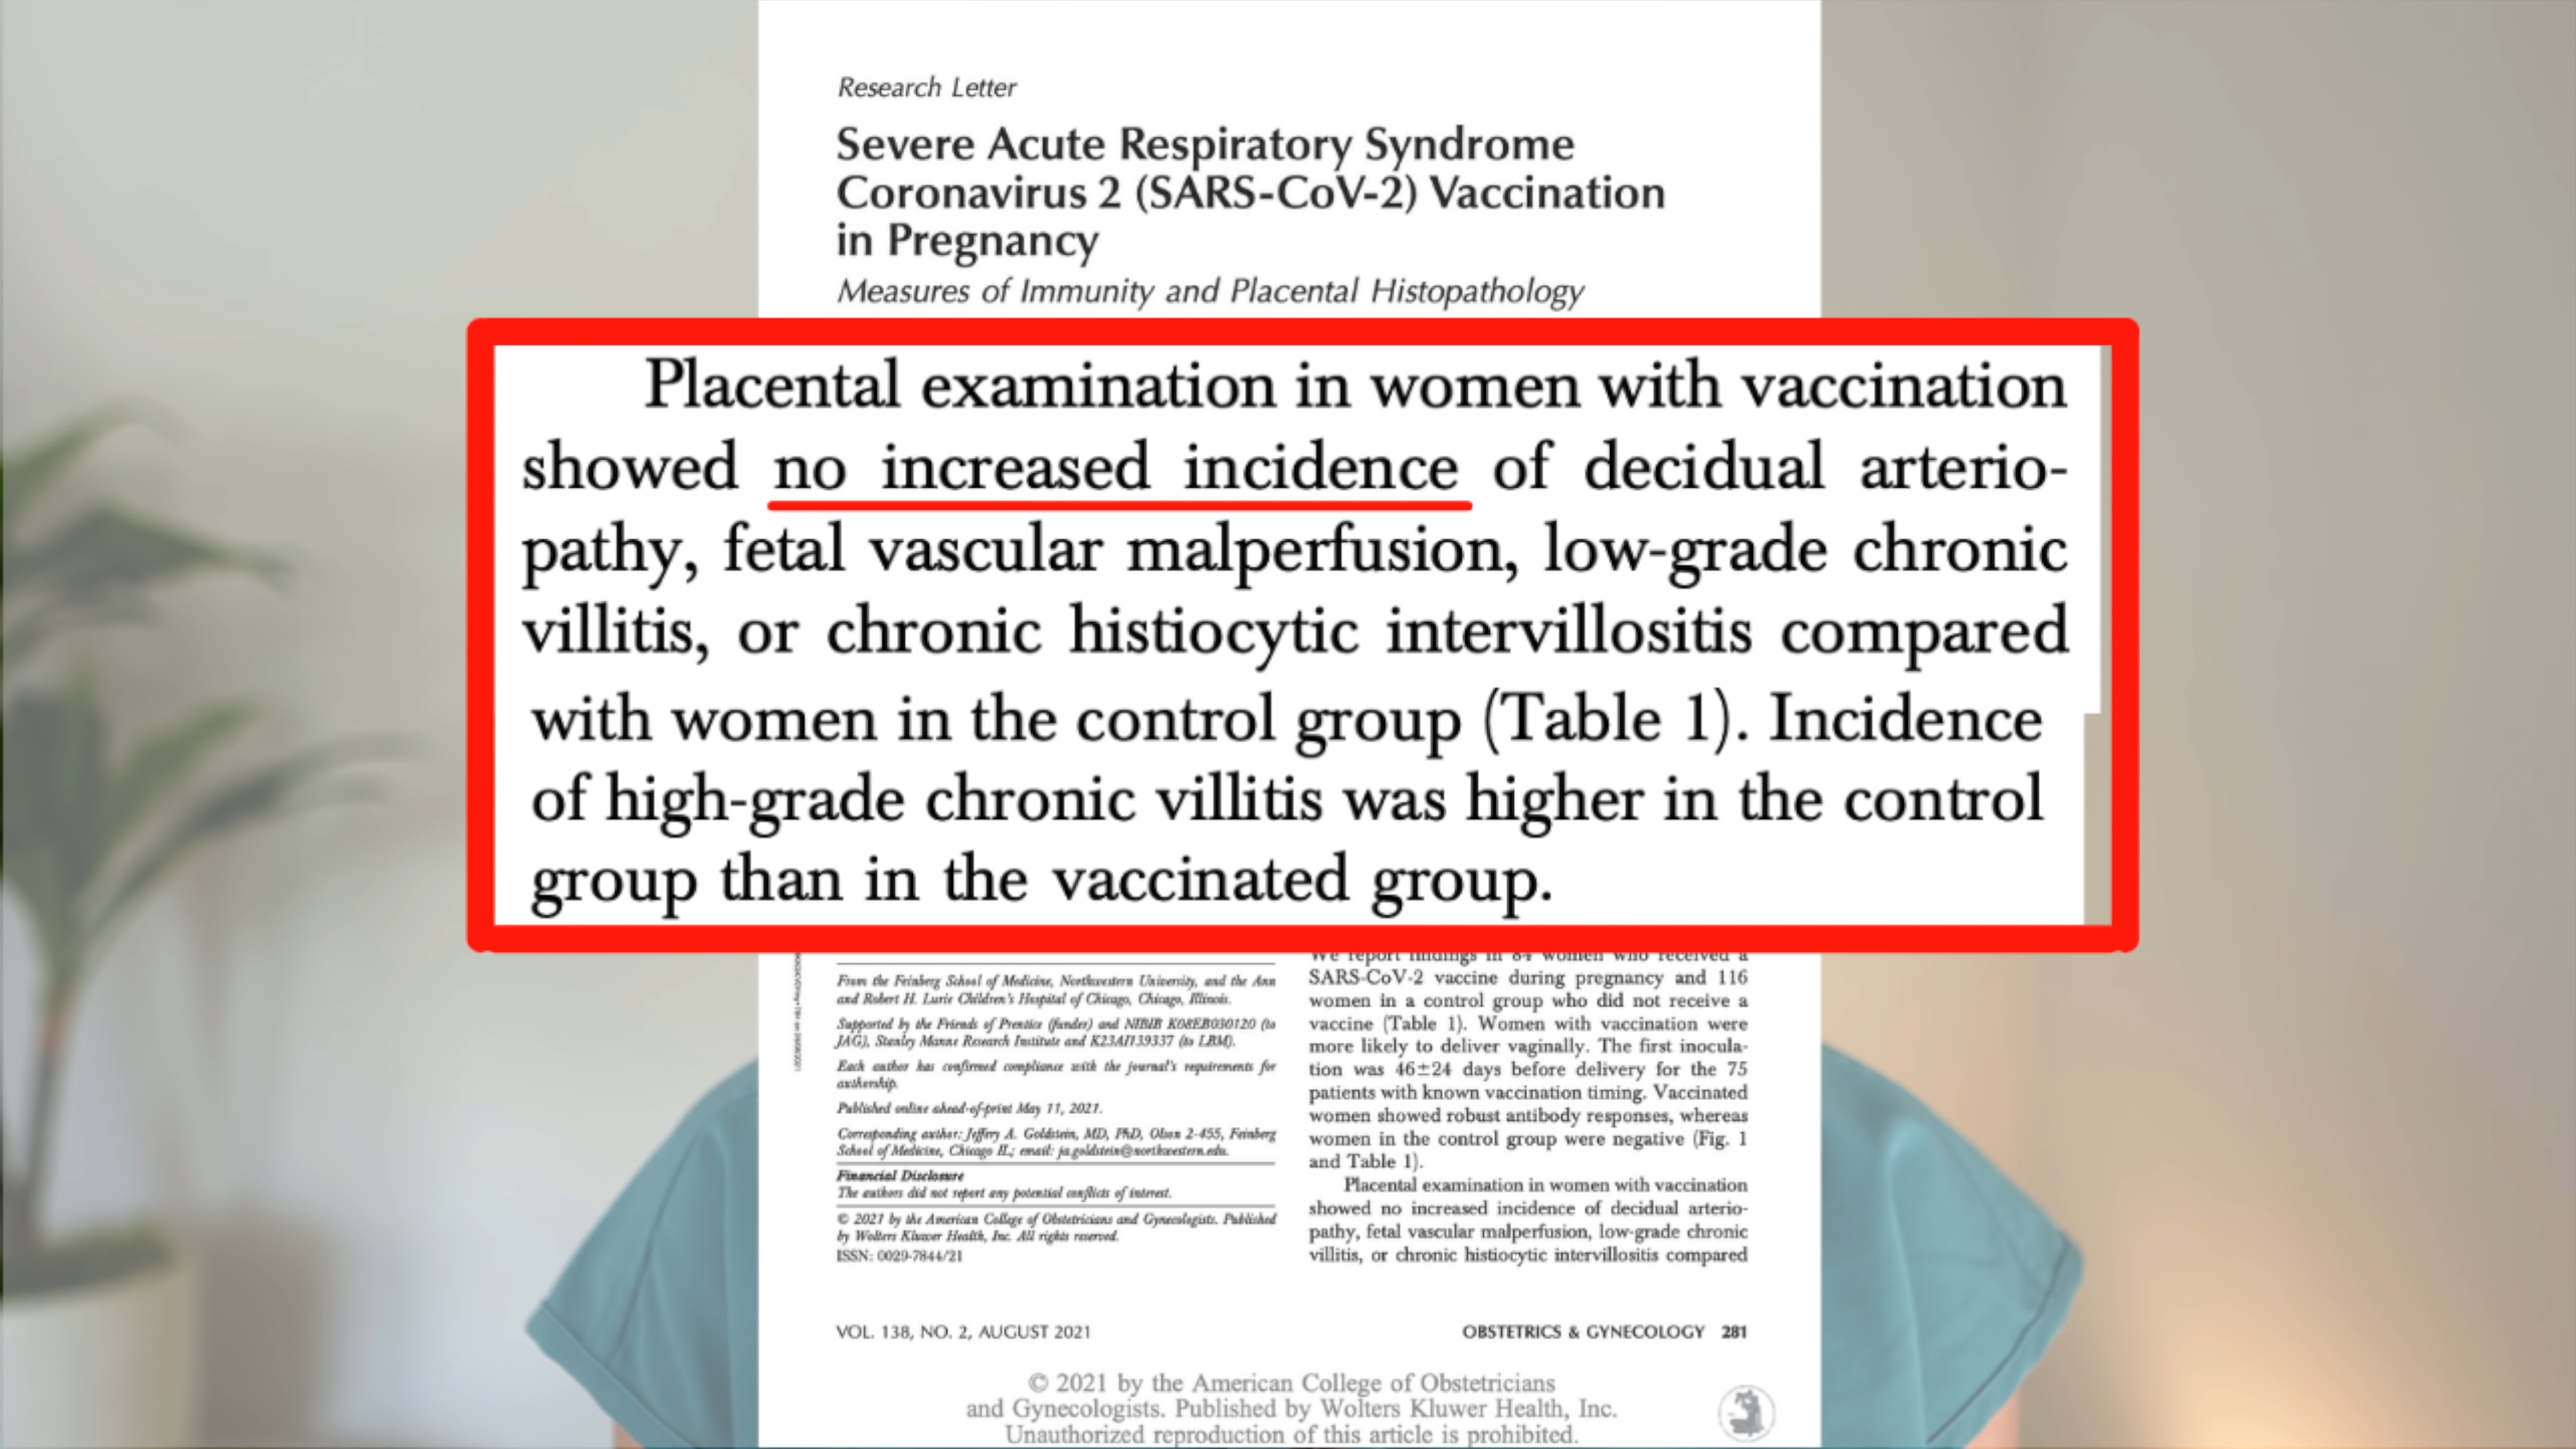 Research Letter
Severe Acute Respiratory Syndrome
Coronavirus 2 (SARS-CoV-2) Vaccination
in Pregnancy
Measures of Immunity and Placental Histopathology
Placental examination in women with vaccination
showed no increased incidence of decidual arterio-
pathy, fetal vascular malperfusion, low-grade chronic
villitis, or chronic histiocytic intervillositis compared
with women in the control group (Table 1). Incidence
of high-grade chronic villitis was higher in the control
group than in the vaccinated group.
From the Feinberg School of Medicine, Northwestern University, and the Ann
and Robert H. Lurie Children's Hospital of Chicago, Chicago, Illinois.
Supported by the Friends of Prentice (funder) and NIBIB K08EB030120 (to
JAG), Stanley Manne Research Institute and K23AI139337 (to LBM).
Each author has confirmed compliance with the journal's requirements for
authorship.
Published online ahead-of-print May 11, 2021.
Corresponding author: Jeffery A. Goldstein, MD, PhD, Olson 2-455, Feinberg
School of Medicine, Chicago IL; email: ja.goldstein@northwestern.edu.
Financial Disclosure
The authors did not report any potential conflicts of interest.
© 2021 by the American College of Obstetricians and Gynecologists. Published
by Wolters Kluwer Health, Inc. All rights reserved.
ISSN: 0029-7844/21
We report findings in 84 women who received a
SARS-CoV-2 vaccine during pregnancy and 116
women in a control group who did not receive a
vaccine (Table 1). Women with vaccination were
more likely to deliver vaginally. The first inocula-
tion was 46±24 days before delivery for the 75
patients with known vaccination timing. Vaccinated
women showed robust antibody responses, whereas
women in the control group were negative (Fig. 1
and Table 1).
Placental examination in women with vaccination
showed no increased incidence of decidual arterio-
pathy, fetal vascular malperfusion, low-grade chronic
villitis, or chronic histiocytic intervillositis compared
VOL. 138, NO. 2, AUGUST 2021
OBSTETRICS & GYNECOLOGY 281
© 2021 by the American College of Obstetricians
and Gynecologists. Published by Wolters Kluwer Health, Inc.
Unauthorized reproduction of this article is prohibited.